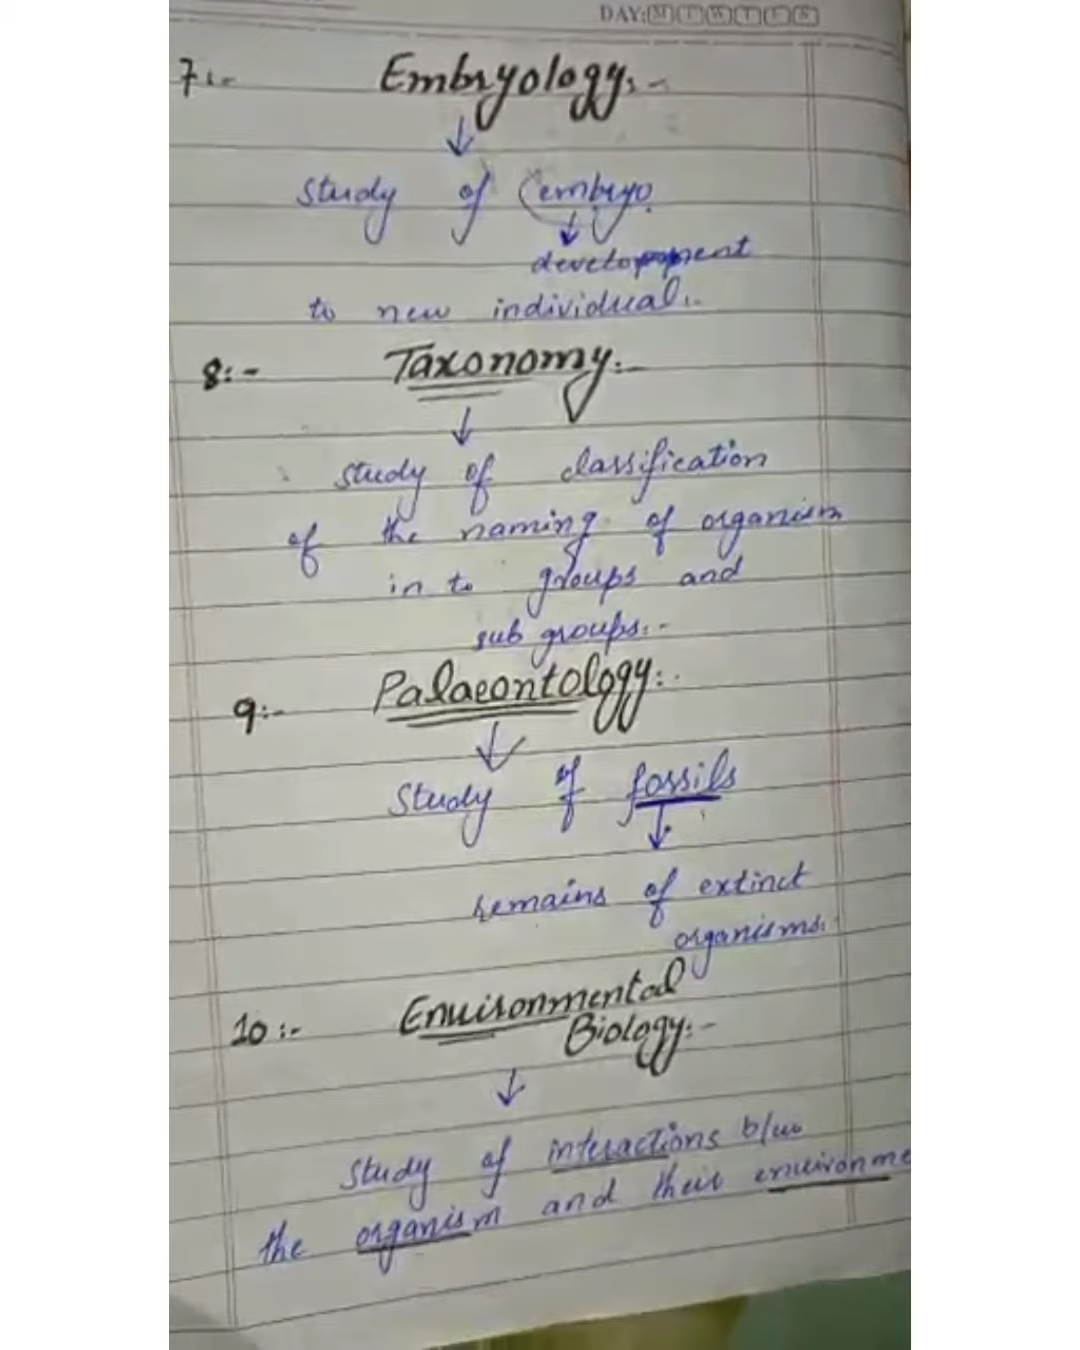 DAY: M T W T F S
7:- Embryology:-
↓
Study of embryo.
↓
development
to new individual:-
8:- Taxonomy:-
↓
Study of classification
of the naming of organism
in to groups and
sub groups:-
9:- Palaeontology:-
↓
Study of fossils
↓
remains of extinct
organisms.
10:- Environmental
Biology:-
↓
Study of interactions b/w
the organism and their environme